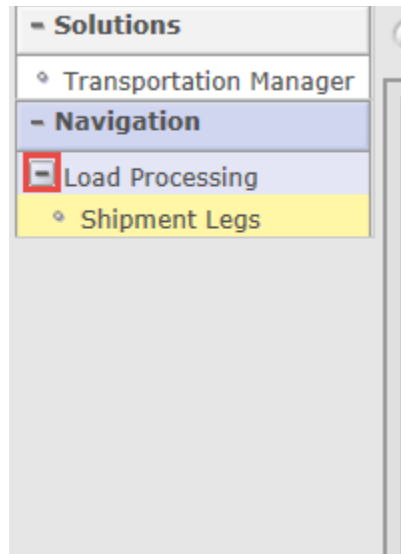 - Solutions
Transportation Manager
- Navigation
- Load Processing
Shipment Legs